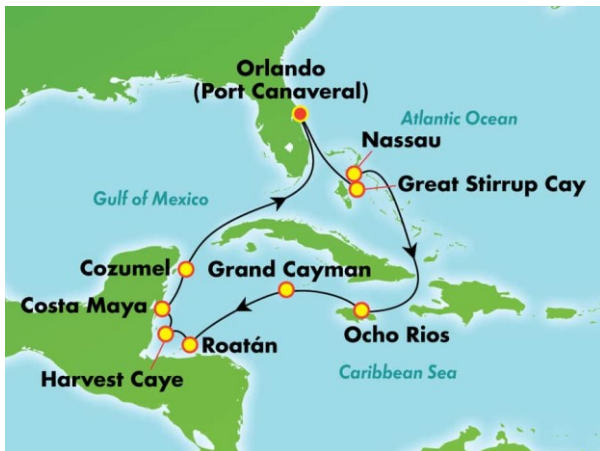 Orlando
(Port Canaveral)
Atlantic Ocean
Nassau
Great Stirrup Cay
Gulf of Mexico
Cozumel
Grand Cayman
Costa Maya
Ocho Rios
Roatán
Harvest Caye
Caribbean Sea